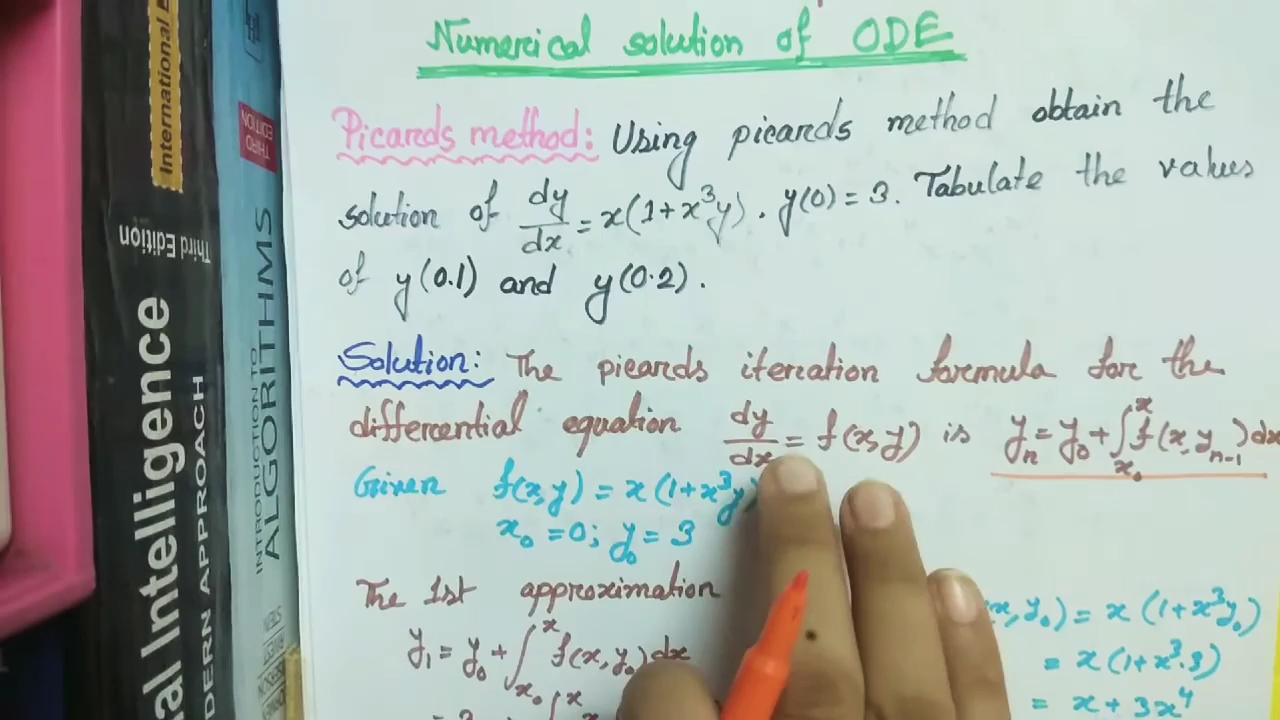 International E
Third Edition
Artificial Intelligence
MODERN APPROACH
THIRD EDITION
INTRODUCTION TO
ALGORITHMS
Numerical solution of ODE
Picards method: Using picards method obtain the
solution of dy/dx = x(1+x³y). y(0) = 3. Tabulate the values
of y(0.1) and y(0.2).
Solution: The picards iteration formula for the
differential equation dy/dx = f(x,y) is yₙ = y₀ + ∫ₓ₀ˣ f(x, yₙ₋₁)dx
Given f(x,y) = x(1+x³y
x₀ = 0; y₀ = 3
The 1st approximation
y₁ = y₀ + ∫ₓ₀ˣ f(x, y₀)dx
(x, y₀) = x(1+x³y₀)
= x(1+x³.3)
= x + 3x⁴